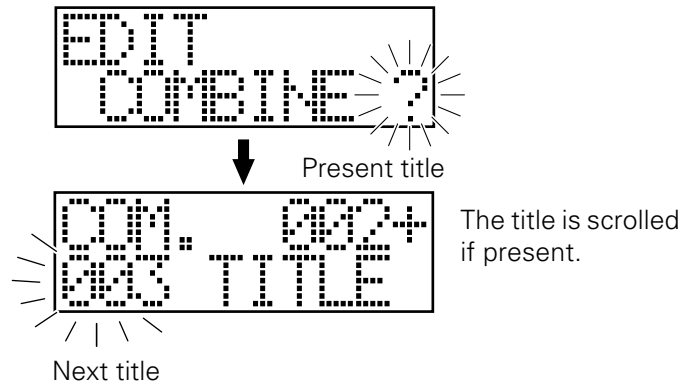 EDIT
COMBINE ?
Present title
COM. 002+
003 TITLE
The title is scrolled
if present.
Next title